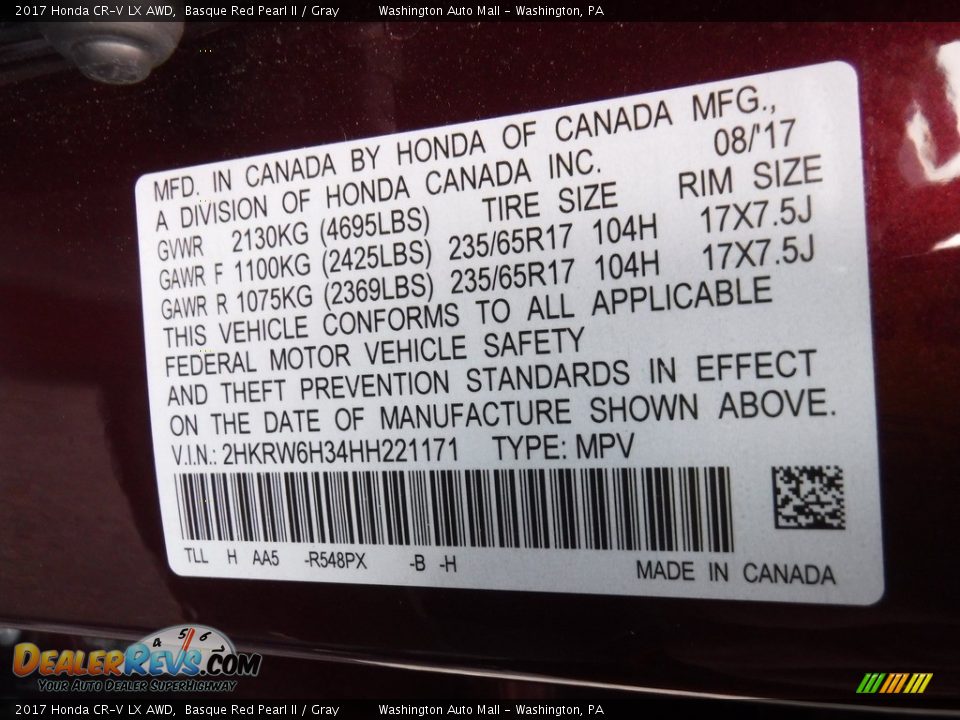 2017 Honda CR-V LX AWD, Basque Red Pearl II / Gray Washington Auto Mall - Washington, PA
MFD. IN CANADA BY HONDA OF CANADA MFG.,
A DIVISION OF HONDA CANADA INC. 08/'17
GVWR 2130KG (4695LBS) TIRE SIZE RIM SIZE
GAWR F 1100KG (2425LBS) 235/65R17 104H 17X7.5J
GAWR R 1075KG (2369LBS) 235/65R17 104H 17X7.5J
THIS VEHICLE CONFORMS TO ALL APPLICABLE
FEDERAL MOTOR VEHICLE SAFETY
AND THEFT PREVENTION STANDARDS IN EFFECT
ON THE DATE OF MANUFACTURE SHOWN ABOVE.
V.I.N.: 2HKRW6H34HH221171 TYPE: MPV
TLL H AA5 -R548PX -B -H MADE IN CANADA
4 5 6
DEALERREVS.COM
YOUR AUTO DEALER SUPERHIGHWAY
2017 Honda CR-V LX AWD, Basque Red Pearl II / Gray Washington Auto Mall - Washington, PA